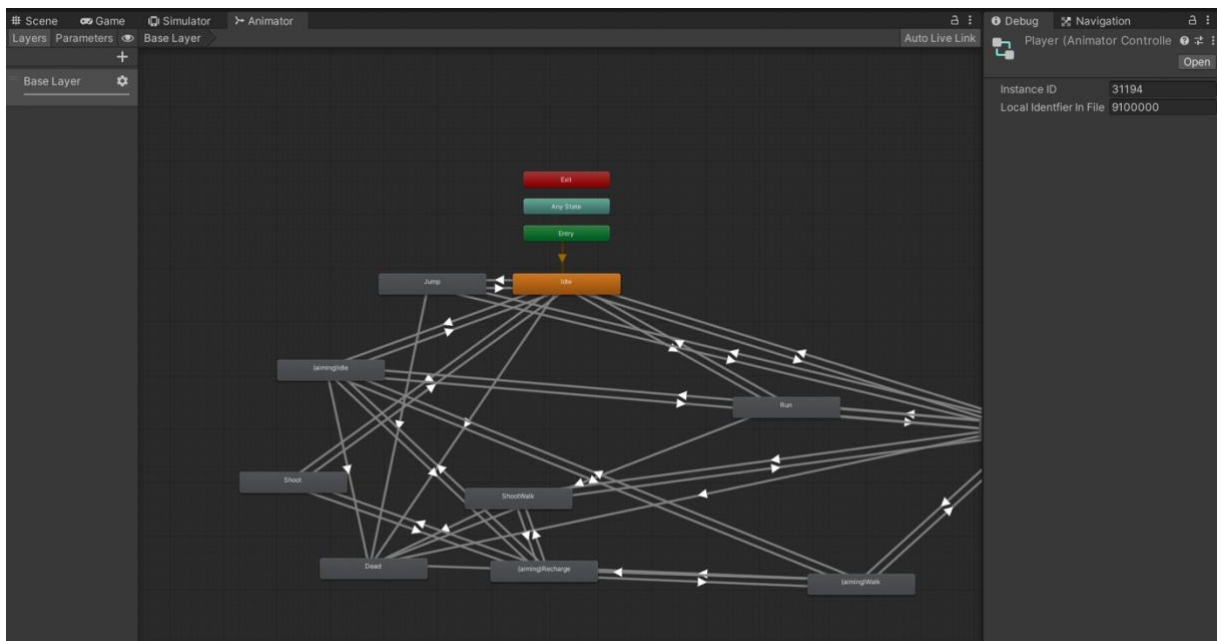 Scene Game Simulator Animator
Layers Parameters Base Layer Auto Live Link
Base Layer
Exit
Any State
Entry
Jump Idle
(aiming)Idle
Run
Shoot
ShootWalk
Dead
(aiming)Recharge
(aiming)Walk
Debug Navigation
Player (Animator Controlle
Open
Instance ID 31194
Local Identfier In File 9100000